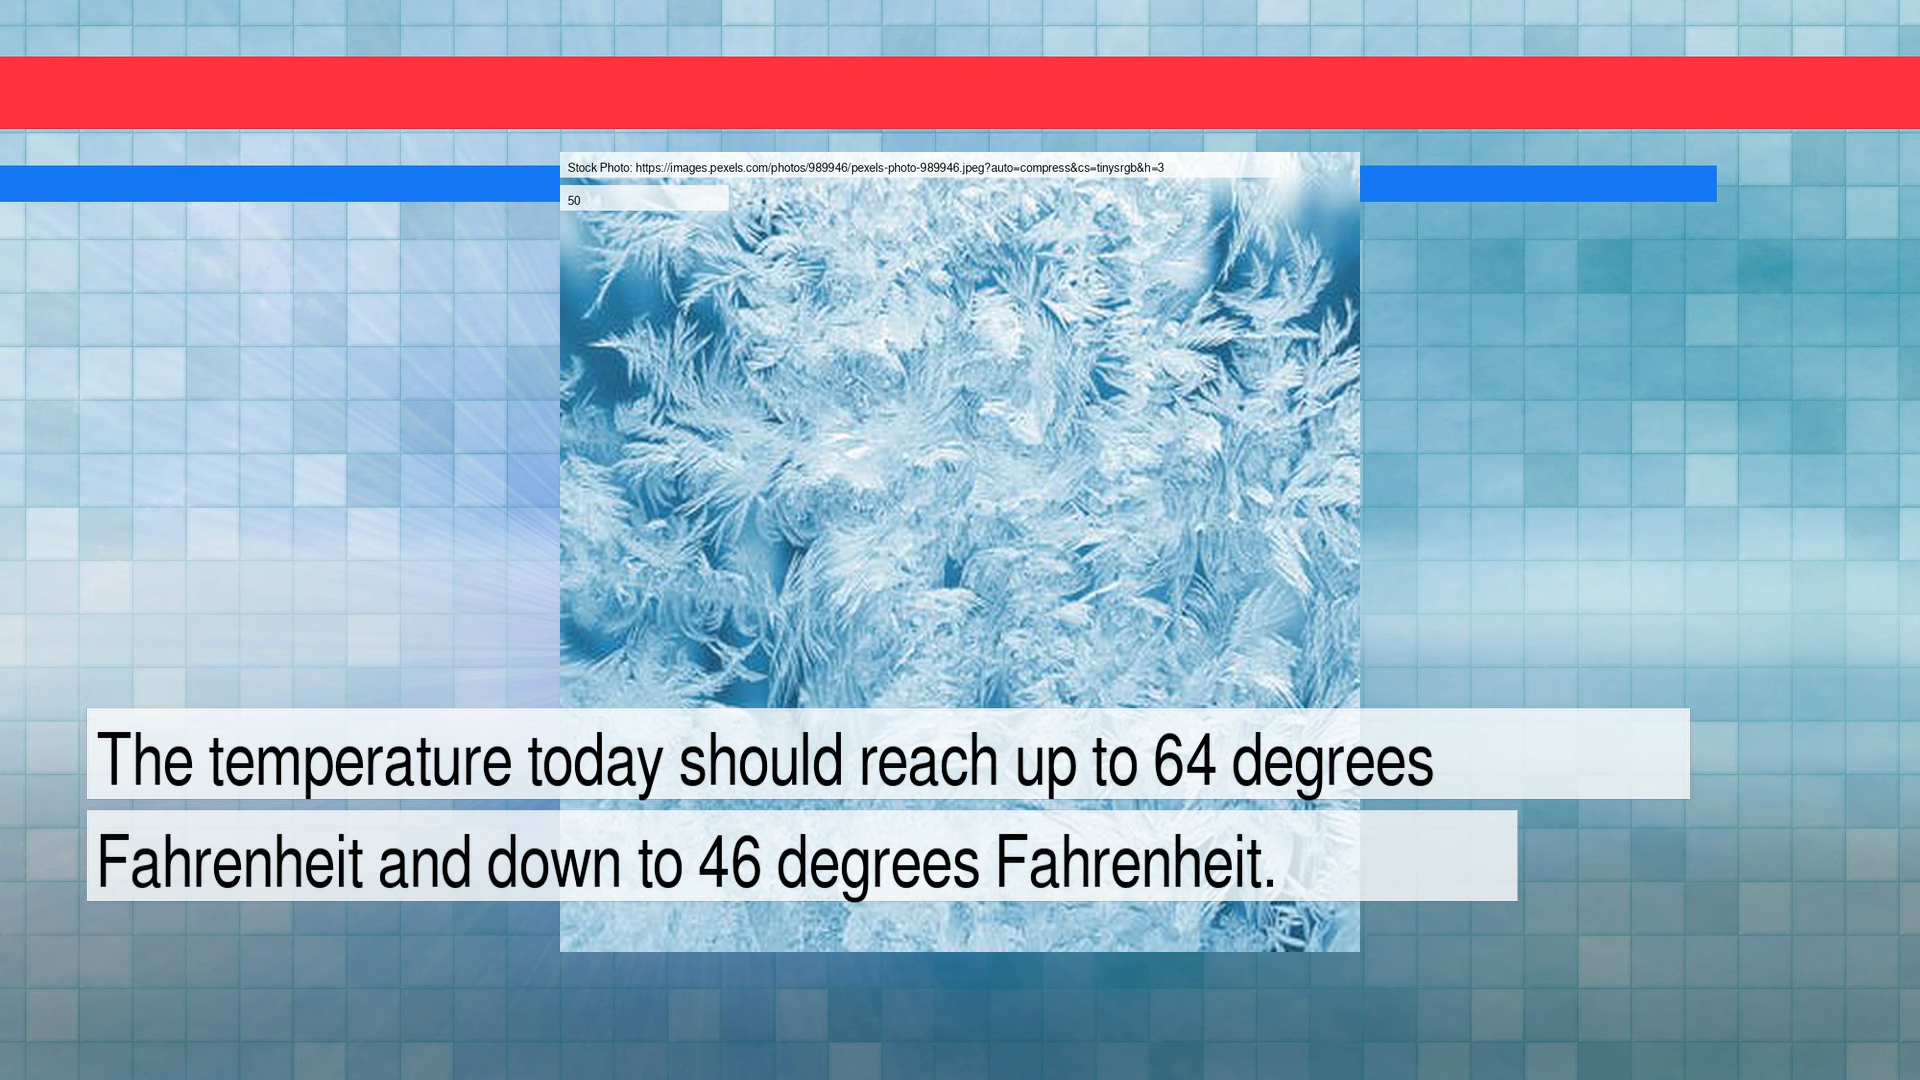 Stock Photo: https://images.pexels.com/photos/989946/pexels-photo-989946.jpeg?auto=compress&cs=tinysrgb&h=3
50
The temperature today should reach up to 64 degrees
Fahrenheit and down to 46 degrees Fahrenheit.